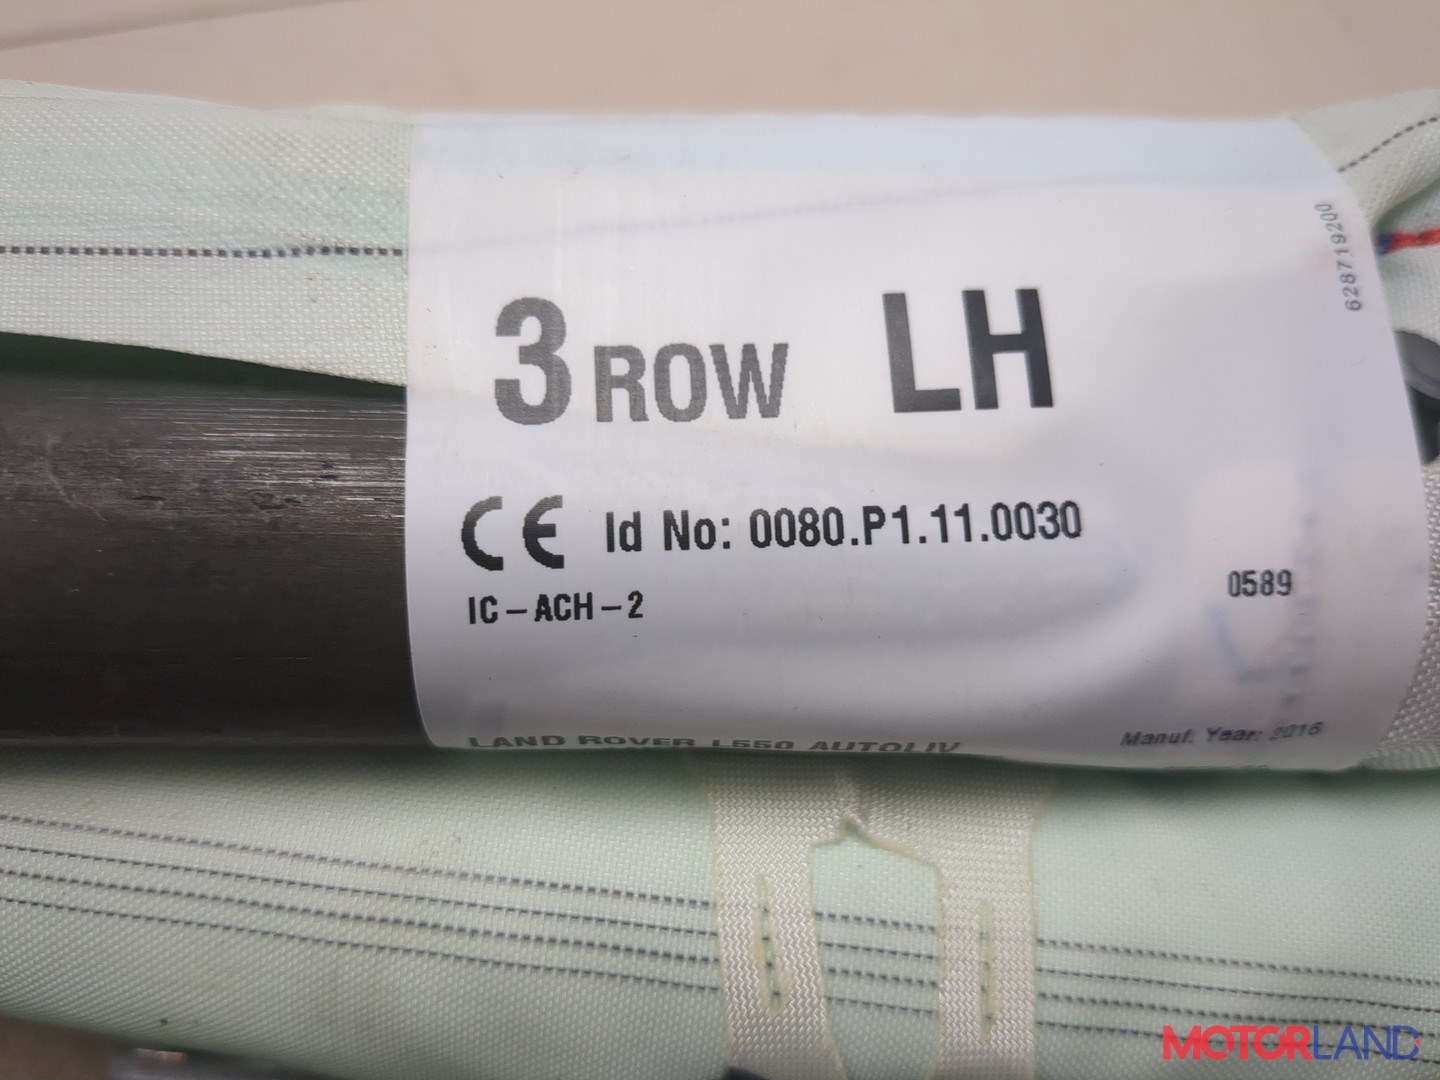 628719200
3 ROW LH
CE Id No: 0080.P1.11.0030
0589
IC-ACH-2
LAND ROVER L550 AUTOLIV
Manuf. Year: 2016
MOTORLAND